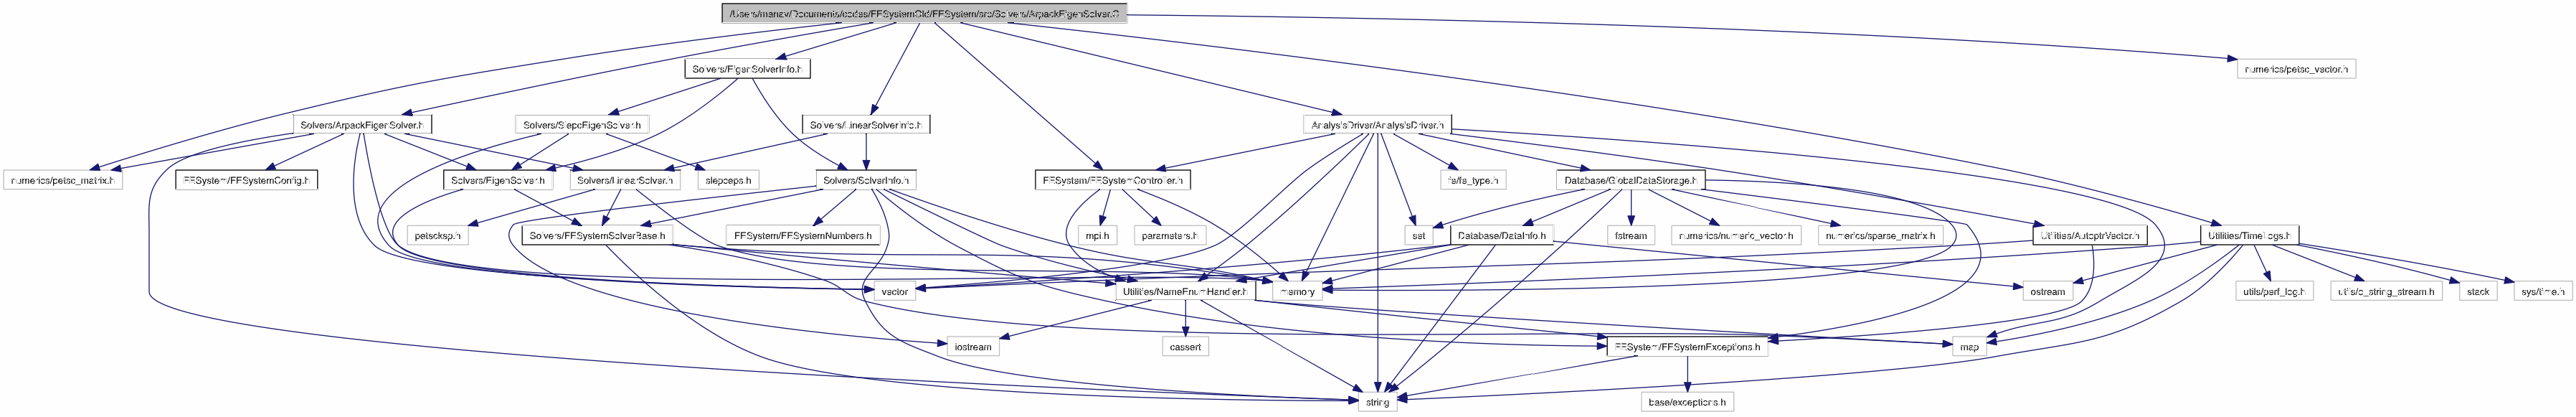 /Users/manav/Documents/codes/FESystemOld/FESystem/src/Solvers/ArpackEigenSolver.C
Solvers/EigenSolverInfo.h
numerics/petsc_vector.h
Solvers/ArpackEigenSolver.h
Solvers/SlepcEigenSolver.h
Solvers/LinearSolverInfo.h
AnalysisDriver/AnalysisDriver.h
numerics/petsc_matrix.h
FESystem/FESystemConfig.h
Solvers/EigenSolver.h
Solvers/LinearSolver.h
slepceps.h
Solvers/SolverInfo.h
FESystem/FESystemController.h
fe/fe_type.h
Database/GlobalDataStorage.h
petscksp.h
Solvers/FESystemSolverBase.h
FESystem/FESystemNumbers.h
mpi.h
parameters.h
set
Database/DataInfo.h
fstream
numerics/numeric_vector.h
numerics/sparse_matrix.h
Utilities/AutoptrVector.h
Utilities/TimeLogs.h
vector
Utilities/NameEnumHandler.h
memory
ostream
utils/perf_log.h
utils/o_string_stream.h
stack
sys/time.h
iostream
cassert
FESystem/FESystemExceptions.h
map
string
base/exceptions.h